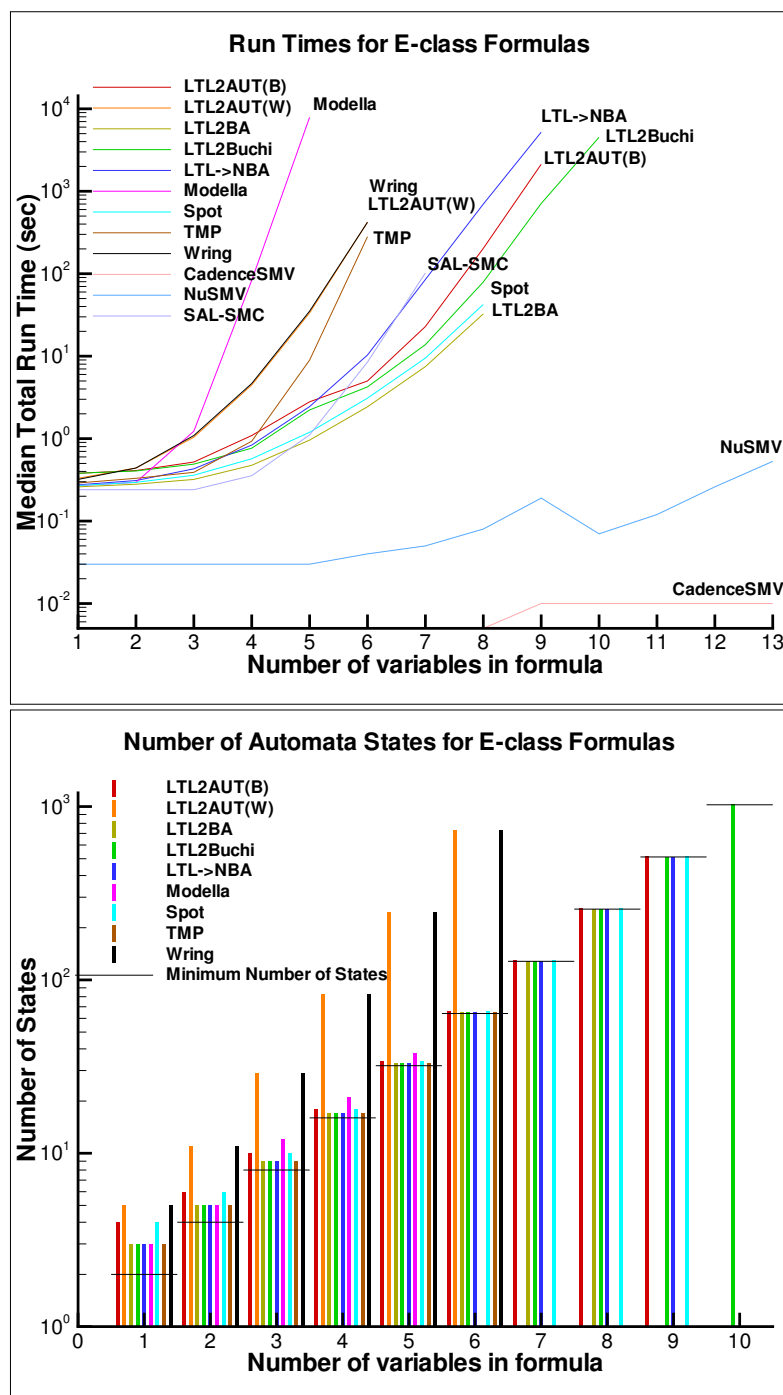 Run Times for E-class Formulas
LTL2AUT(B)
LTL2AUT(W)
LTL2BA
LTL2Buchi
LTL->NBA
Modella
Spot
TMP
Wring
CadenceSMV
NuSMV
SAL-SMC
Modella
LTL->NBA
LTL2Buchi
LTL2AUT(B)
Wring
LTL2AUT(W)
TMP
SAL-SMC
Spot
LTL2BA
NuSMV
CadenceSMV
Median Total Run Time (sec)
10^4
10^3
10^2
10^1
10^0
10^-1
10^-2
1 2 3 4 5 6 7 8 9 10 11 12 13
Number of variables in formula
Number of Automata States for E-class Formulas
LTL2AUT(B)
LTL2AUT(W)
LTL2BA
LTL2Buchi
LTL->NBA
Modella
Spot
TMP
Wring
Minimum Number of States
Number of States
10^3
10^2
10^1
10^0
0 1 2 3 4 5 6 7 8 9 10
Number of variables in formula